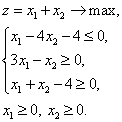 z = x₁ + x₂ → max,
x₁ − 4x₂ − 4 ≤ 0,
3x₁ − x₂ ≥ 0,
x₁ + x₂ − 4 ≥ 0,
x₁ ≥ 0, x₂ ≥ 0.